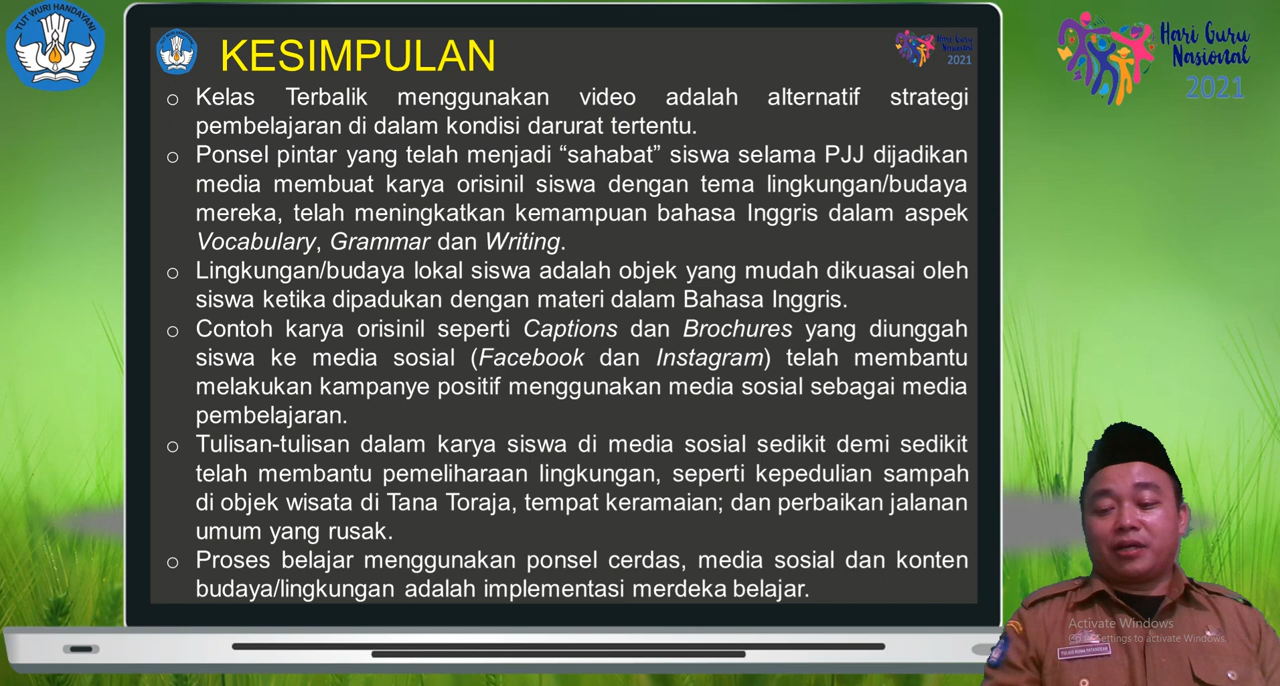 TUT WURI HANDAYANI
KESIMPULAN
Hari Guru
Nasional
2021
Hari Guru
Nasional
2021
Kelas Terbalik menggunakan video adalah alternatif strategi
pembelajaran di dalam kondisi darurat tertentu.
Ponsel pintar yang telah menjadi “sahabat” siswa selama PJJ dijadikan
media membuat karya orisinil siswa dengan tema lingkungan/budaya
mereka, telah meningkatkan kemampuan bahasa Inggris dalam aspek
Vocabulary, Grammar dan Writing.
Lingkungan/budaya lokal siswa adalah objek yang mudah dikuasai oleh
siswa ketika dipadukan dengan materi dalam Bahasa Inggris.
Contoh karya orisinil seperti Captions dan Brochures yang diunggah
siswa ke media sosial (Facebook dan Instagram) telah membantu
melakukan kampanye positif menggunakan media sosial sebagai media
pembelajaran.
Tulisan-tulisan dalam karya siswa di media sosial sedikit demi sedikit
telah membantu pemeliharaan lingkungan, seperti kepedulian sampah
di objek wisata di Tana Toraja, tempat keramaian; dan perbaikan jalanan
umum yang rusak.
Proses belajar menggunakan ponsel cerdas, media sosial dan konten
budaya/lingkungan adalah implementasi merdeka belajar.
Activate Windows
Go to Settings to activate Windows.